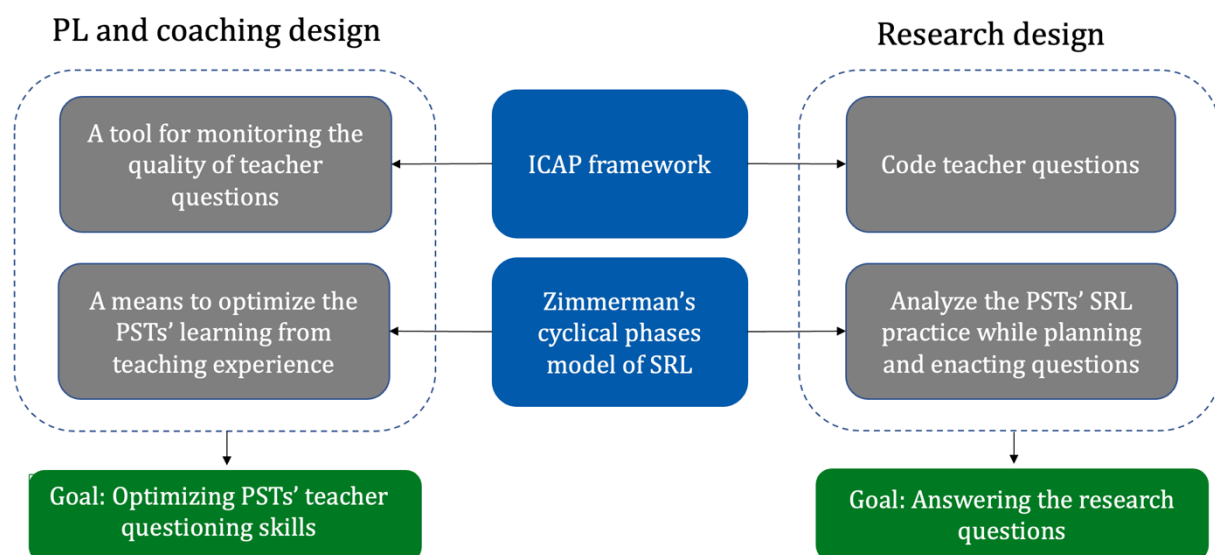 PL and coaching design
Research design
A tool for monitoring the
quality of teacher
questions
ICAP framework
Code teacher questions
A means to optimize the
PSTs’ learning from
teaching experience
Zimmerman’s
cyclical phases
model of SRL
Analyze the PSTs’ SRL
practice while planning
and enacting questions
Goal: Optimizing PSTs’ teacher
questioning skills
Goal: Answering the research
questions